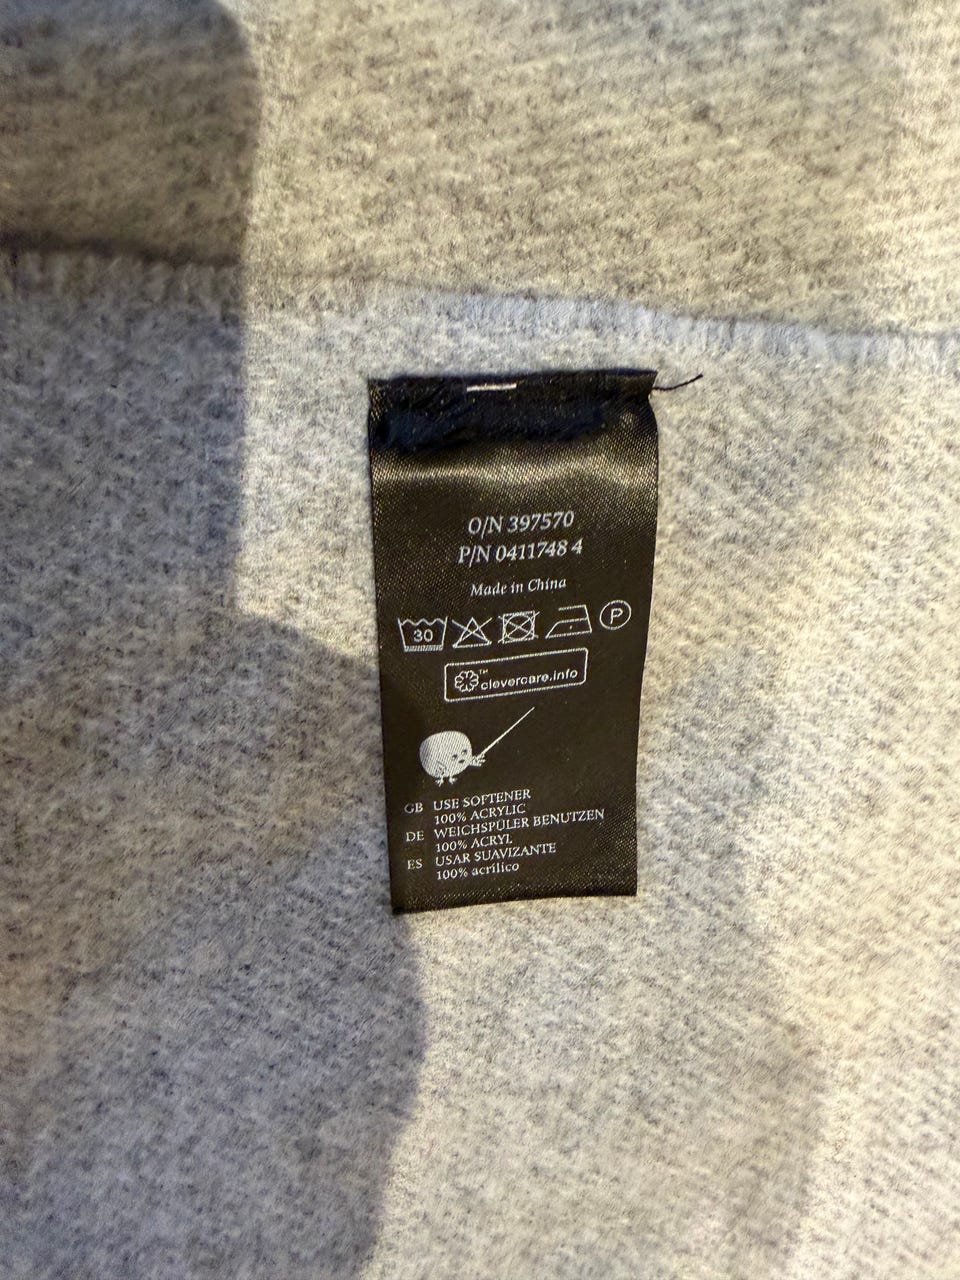 O/N 397570
P/N 0411748 4
Made in China
30
P
™
clevercare.info
GB USE SOFTENER
100% ACRYLIC
DE WEICHSPÜLER BENUTZEN
100% ACRYL
ES USAR SUAVIZANTE
100% acrílico